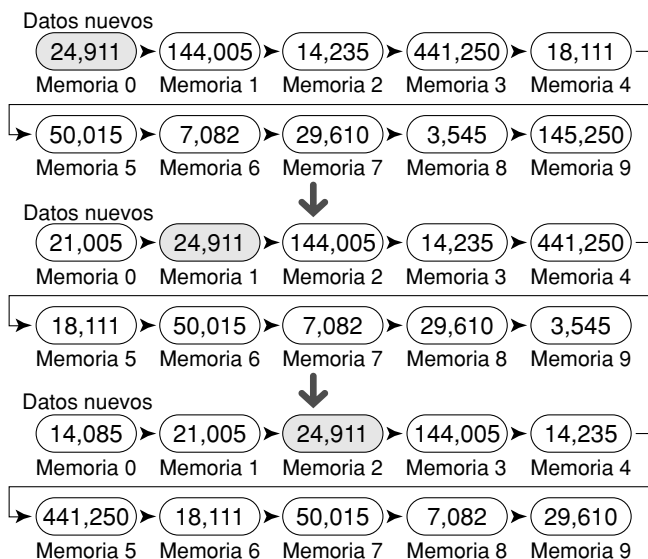 Datos nuevos
24,911 144,005 14,235 441,250 18,111
Memoria 0 Memoria 1 Memoria 2 Memoria 3 Memoria 4
50,015 7,082 29,610 3,545 145,250
Memoria 5 Memoria 6 Memoria 7 Memoria 8 Memoria 9
Datos nuevos
21,005 24,911 144,005 14,235 441,250
Memoria 0 Memoria 1 Memoria 2 Memoria 3 Memoria 4
18,111 50,015 7,082 29,610 3,545
Memoria 5 Memoria 6 Memoria 7 Memoria 8 Memoria 9
Datos nuevos
14,085 21,005 24,911 144,005 14,235
Memoria 0 Memoria 1 Memoria 2 Memoria 3 Memoria 4
441,250 18,111 50,015 7,082 29,610
Memoria 5 Memoria 6 Memoria 7 Memoria 8 Memoria 9